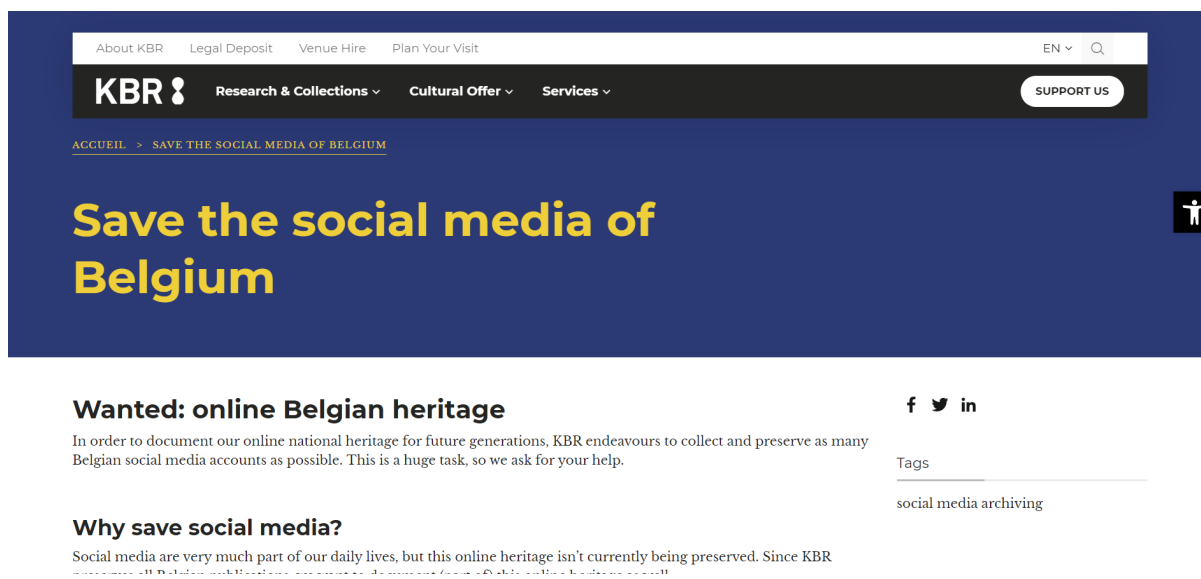 About KBR Legal Deposit Venue Hire Plan Your Visit EN
KBR Research & Collections Cultural Offer Services SUPPORT US
ACCUEIL > SAVE THE SOCIAL MEDIA OF BELGIUM
Save the social media of
Belgium
Wanted: online Belgian heritage
In order to document our online national heritage for future generations, KBR endeavours to collect and preserve as many
Belgian social media accounts as possible. This is a huge task, so we ask for your help.
Tags
social media archiving
Why save social media?
Social media are very much part of our daily lives, but this online heritage isn't currently being preserved. Since KBR